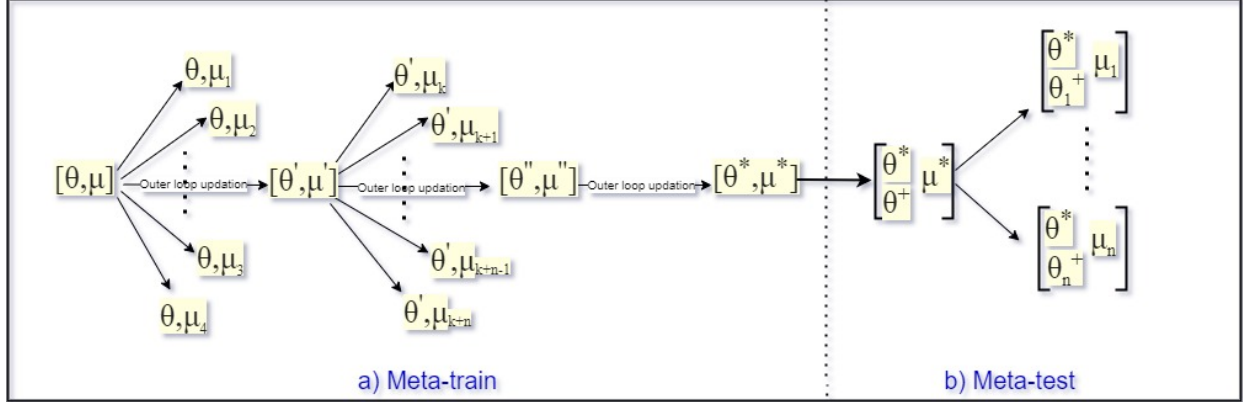 [θ,μ]
θ,μ₁
θ,μ₂
θ,μ₃
θ,μ₄
Outer loop updation
[θ',μ']
θ',μₖ
θ',μₖ₊₁
θ',μₖ₊ₙ₋₁
θ',μₖ₊ₙ
Outer loop updation
[θ",μ"]
Outer loop updation
[θ*,μ*]
θ*
θ⁺ μ*
θ*
θ₁⁺ μ₁
θ*
θₙ⁺ μₙ
a) Meta-train
b) Meta-test